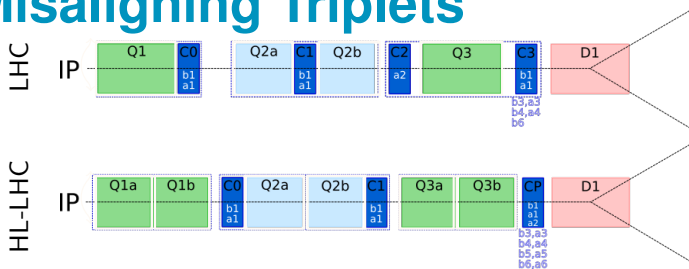 Misaligning Triplets
LHC
IP
Q1
C0
b1
a1
Q2a
C1
b1
a1
Q2b
C2
a2
Q3
C3
b1
a1
D1
b3,a3
b4,a4
b6
HL-LHC
IP
Q1a
Q1b
C0
b1
a1
Q2a
Q2b
C1
b1
a1
Q3a
Q3b
CP
b1
a1
a2
D1
b3,a3
b4,a4
b5,a5
b6,a6